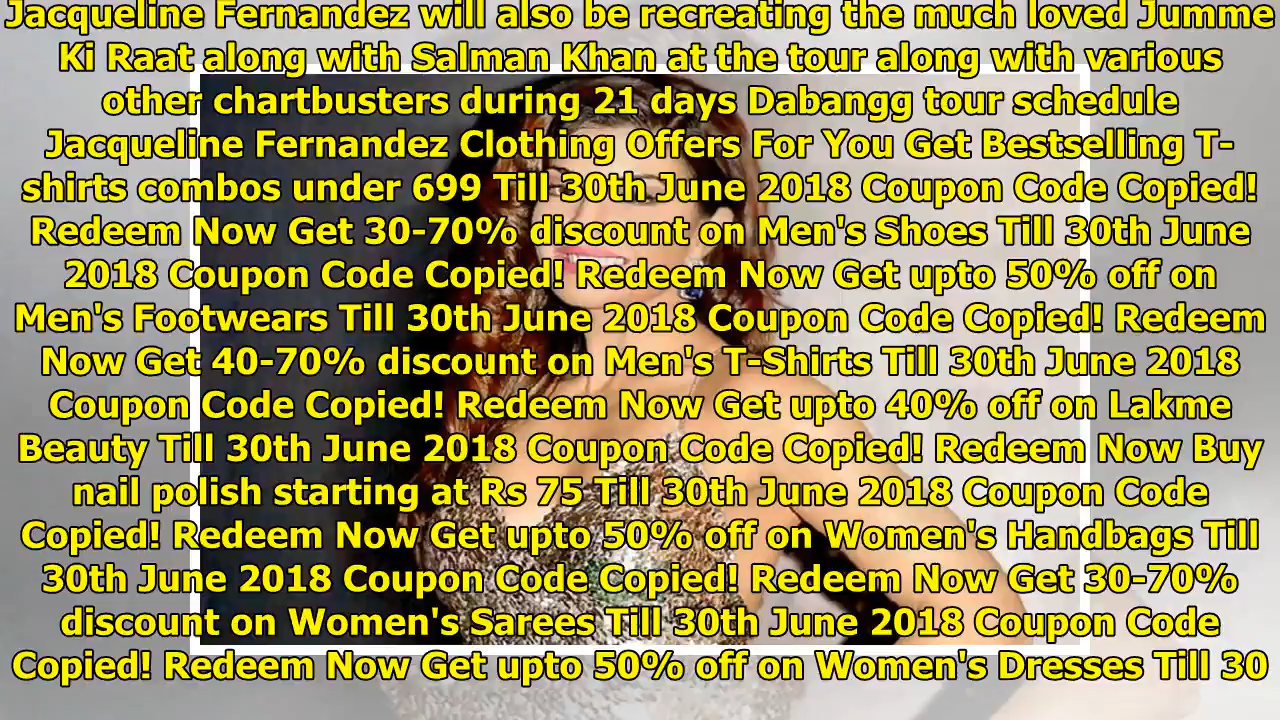 Jacqueline Fernandez will also be recreating the much loved Jumme
Ki Raat along with Salman Khan at the tour along with various
other chartbusters during 21 days Dabangg tour schedule
Jacqueline Fernandez Clothing Offers For You Get Bestselling T-
shirts combos under 699 Till 30th June 2018 Coupon Code Copied!
Redeem Now Get 30-70% discount on Men's Shoes Till 30th June
2018 Coupon Code Copied! Redeem Now Get upto 50% off on
Men's Footwears Till 30th June 2018 Coupon Code Copied! Redeem
Now Get 40-70% discount on Men's T-Shirts Till 30th June 2018
Coupon Code Copied! Redeem Now Get upto 40% off on Lakme
Beauty Till 30th June 2018 Coupon Code Copied! Redeem Now Buy
nail polish starting at Rs 75 Till 30th June 2018 Coupon Code
Copied! Redeem Now Get upto 50% off on Women's Handbags Till
30th June 2018 Coupon Code Copied! Redeem Now Get 30-70%
discount on Women's Sarees Till 30th June 2018 Coupon Code
Copied! Redeem Now Get upto 50% off on Women's Dresses Till 30